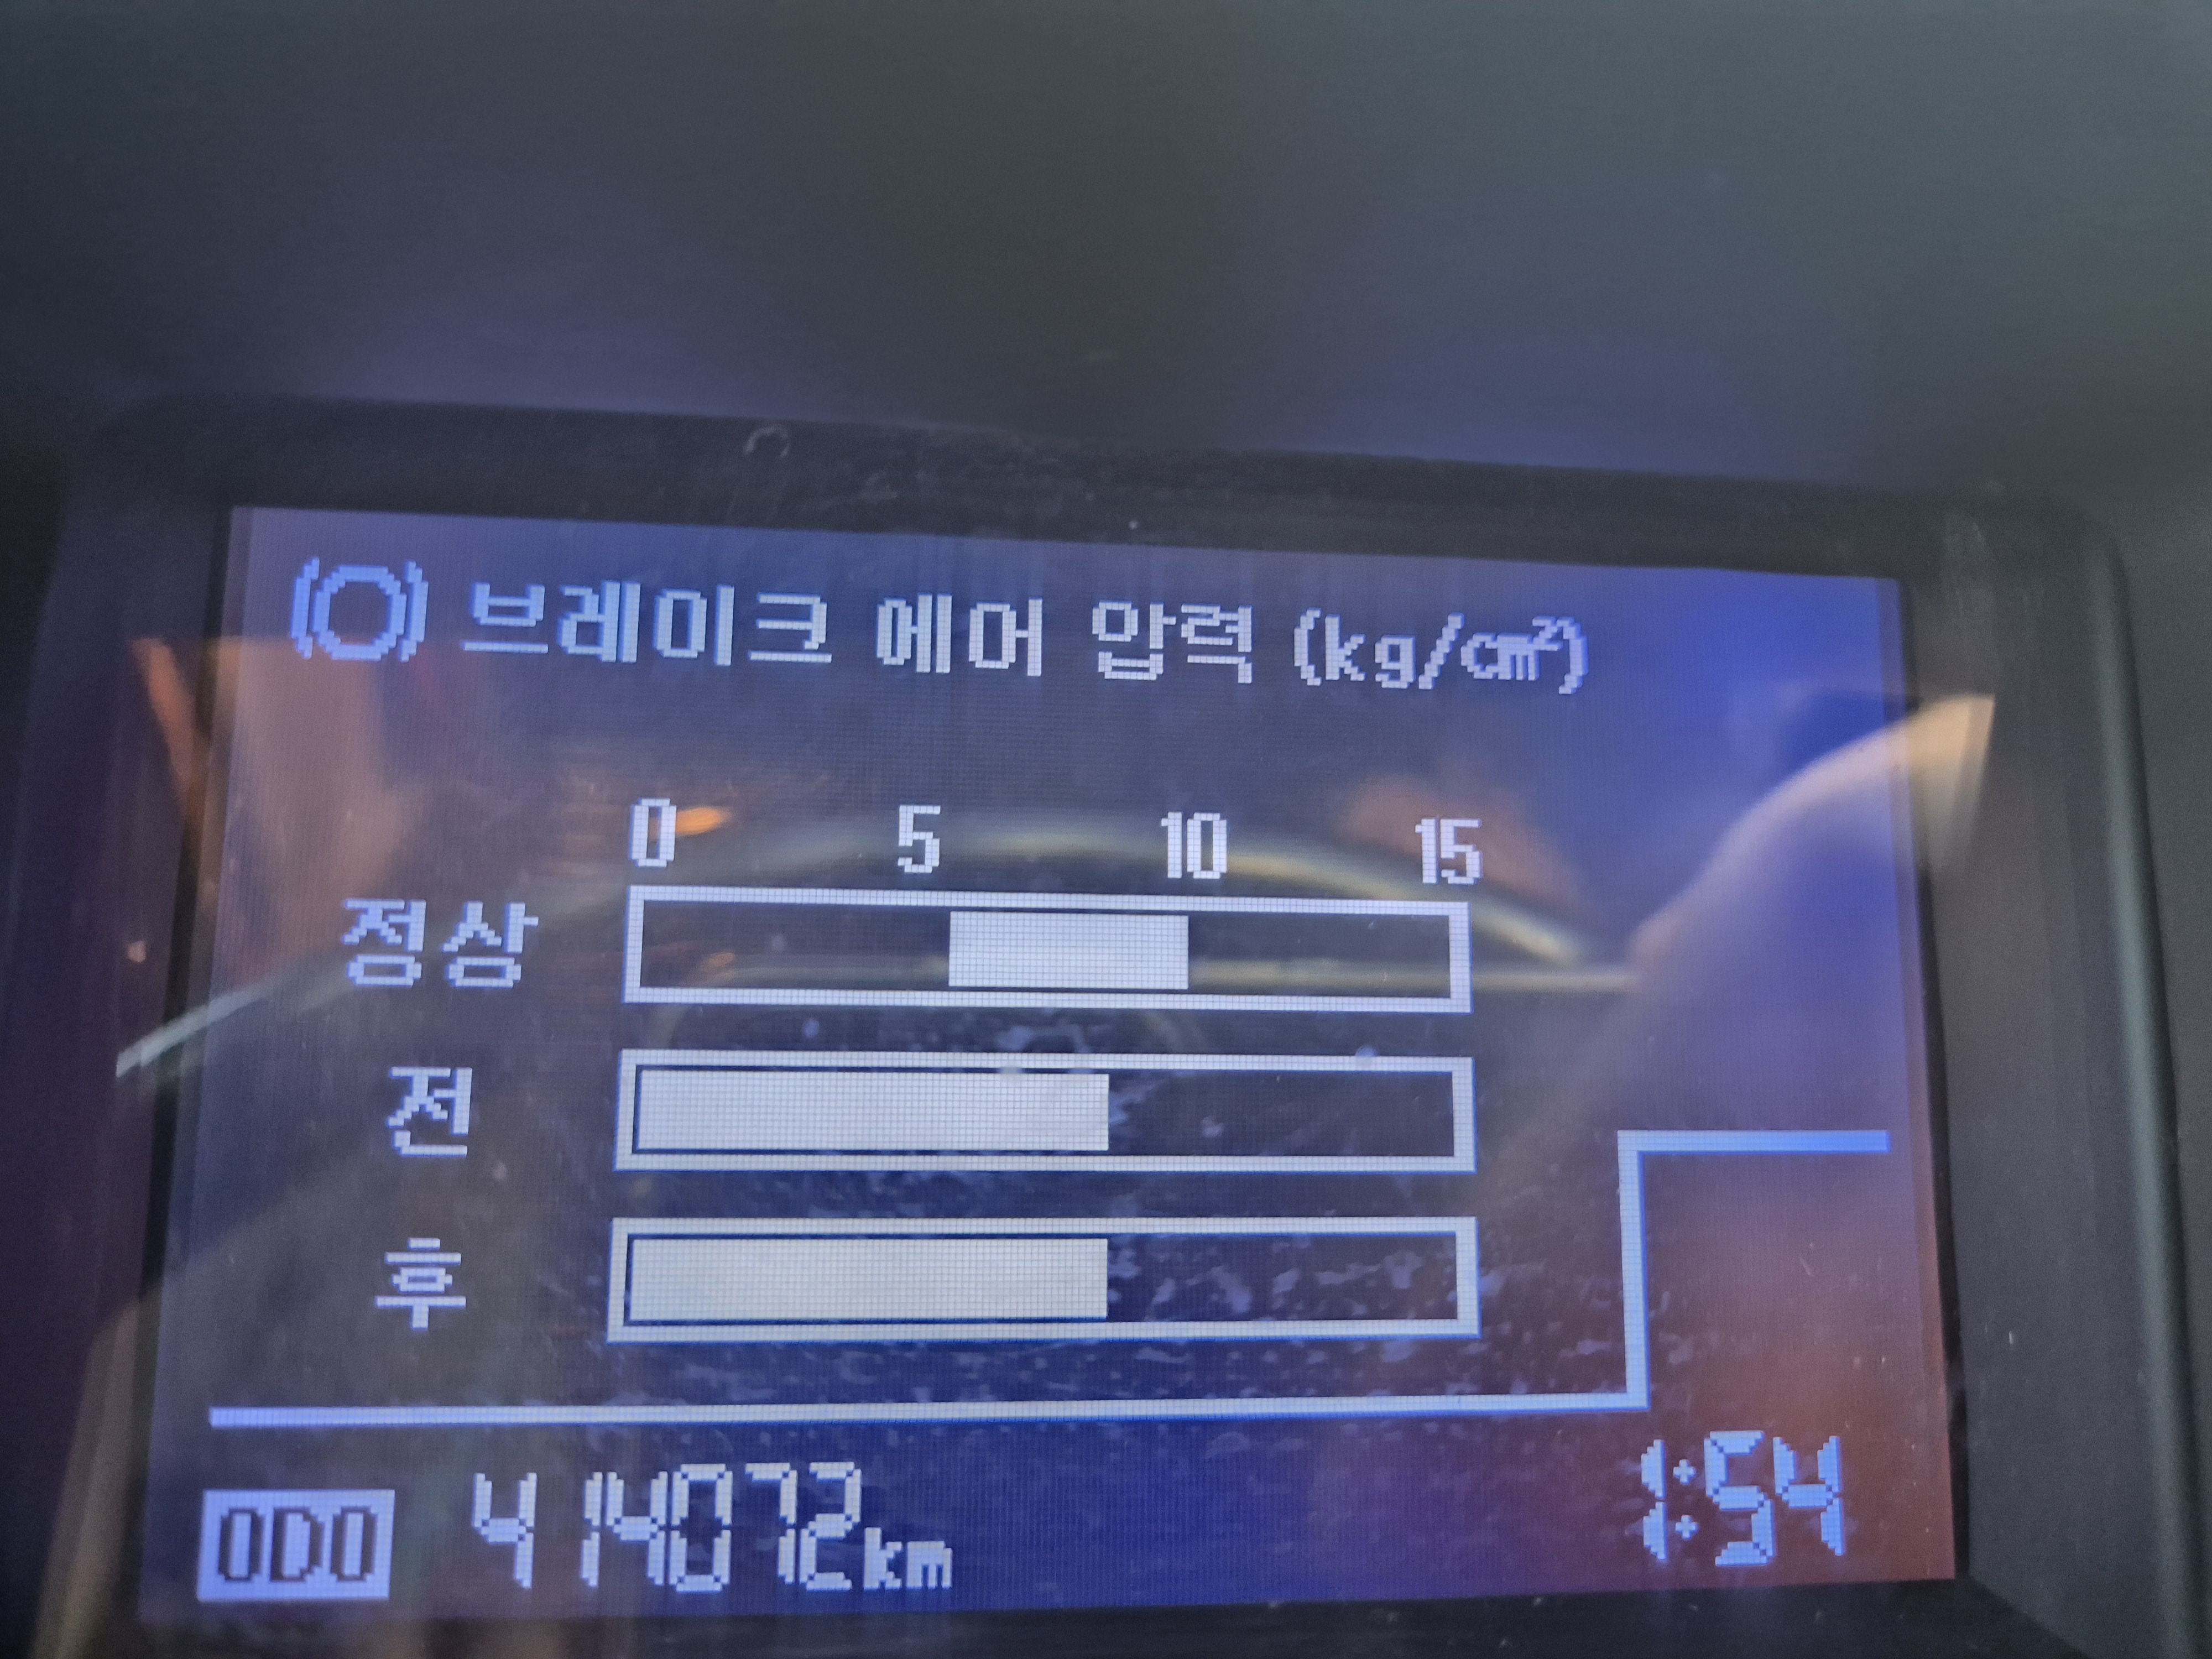 브레이크 에어 압력 (kg/cm²)
0 5 10 15
정상
전
후
ODO 414072km 1:54